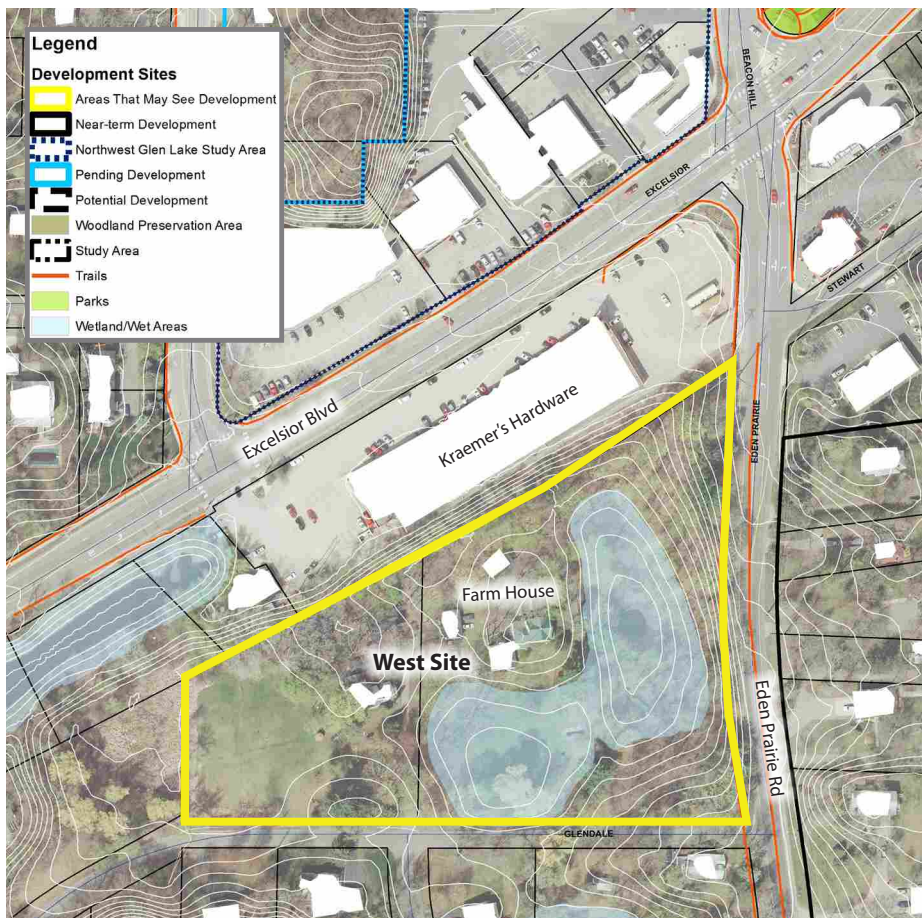 Legend
Development Sites
Areas That May See Development
Near-term Development
Northwest Glen Lake Study Area
Pending Development
Potential Development
Woodland Preservation Area
Study Area
Trails
Parks
Wetland/Wet Areas
BEACON HILL
EXCELSIOR
STEWART
Excelsior Blvd
Kraemer's Hardware
EDEN PRAIRIE
Farm House
West Site
Eden Prairie Rd
GLENDALE